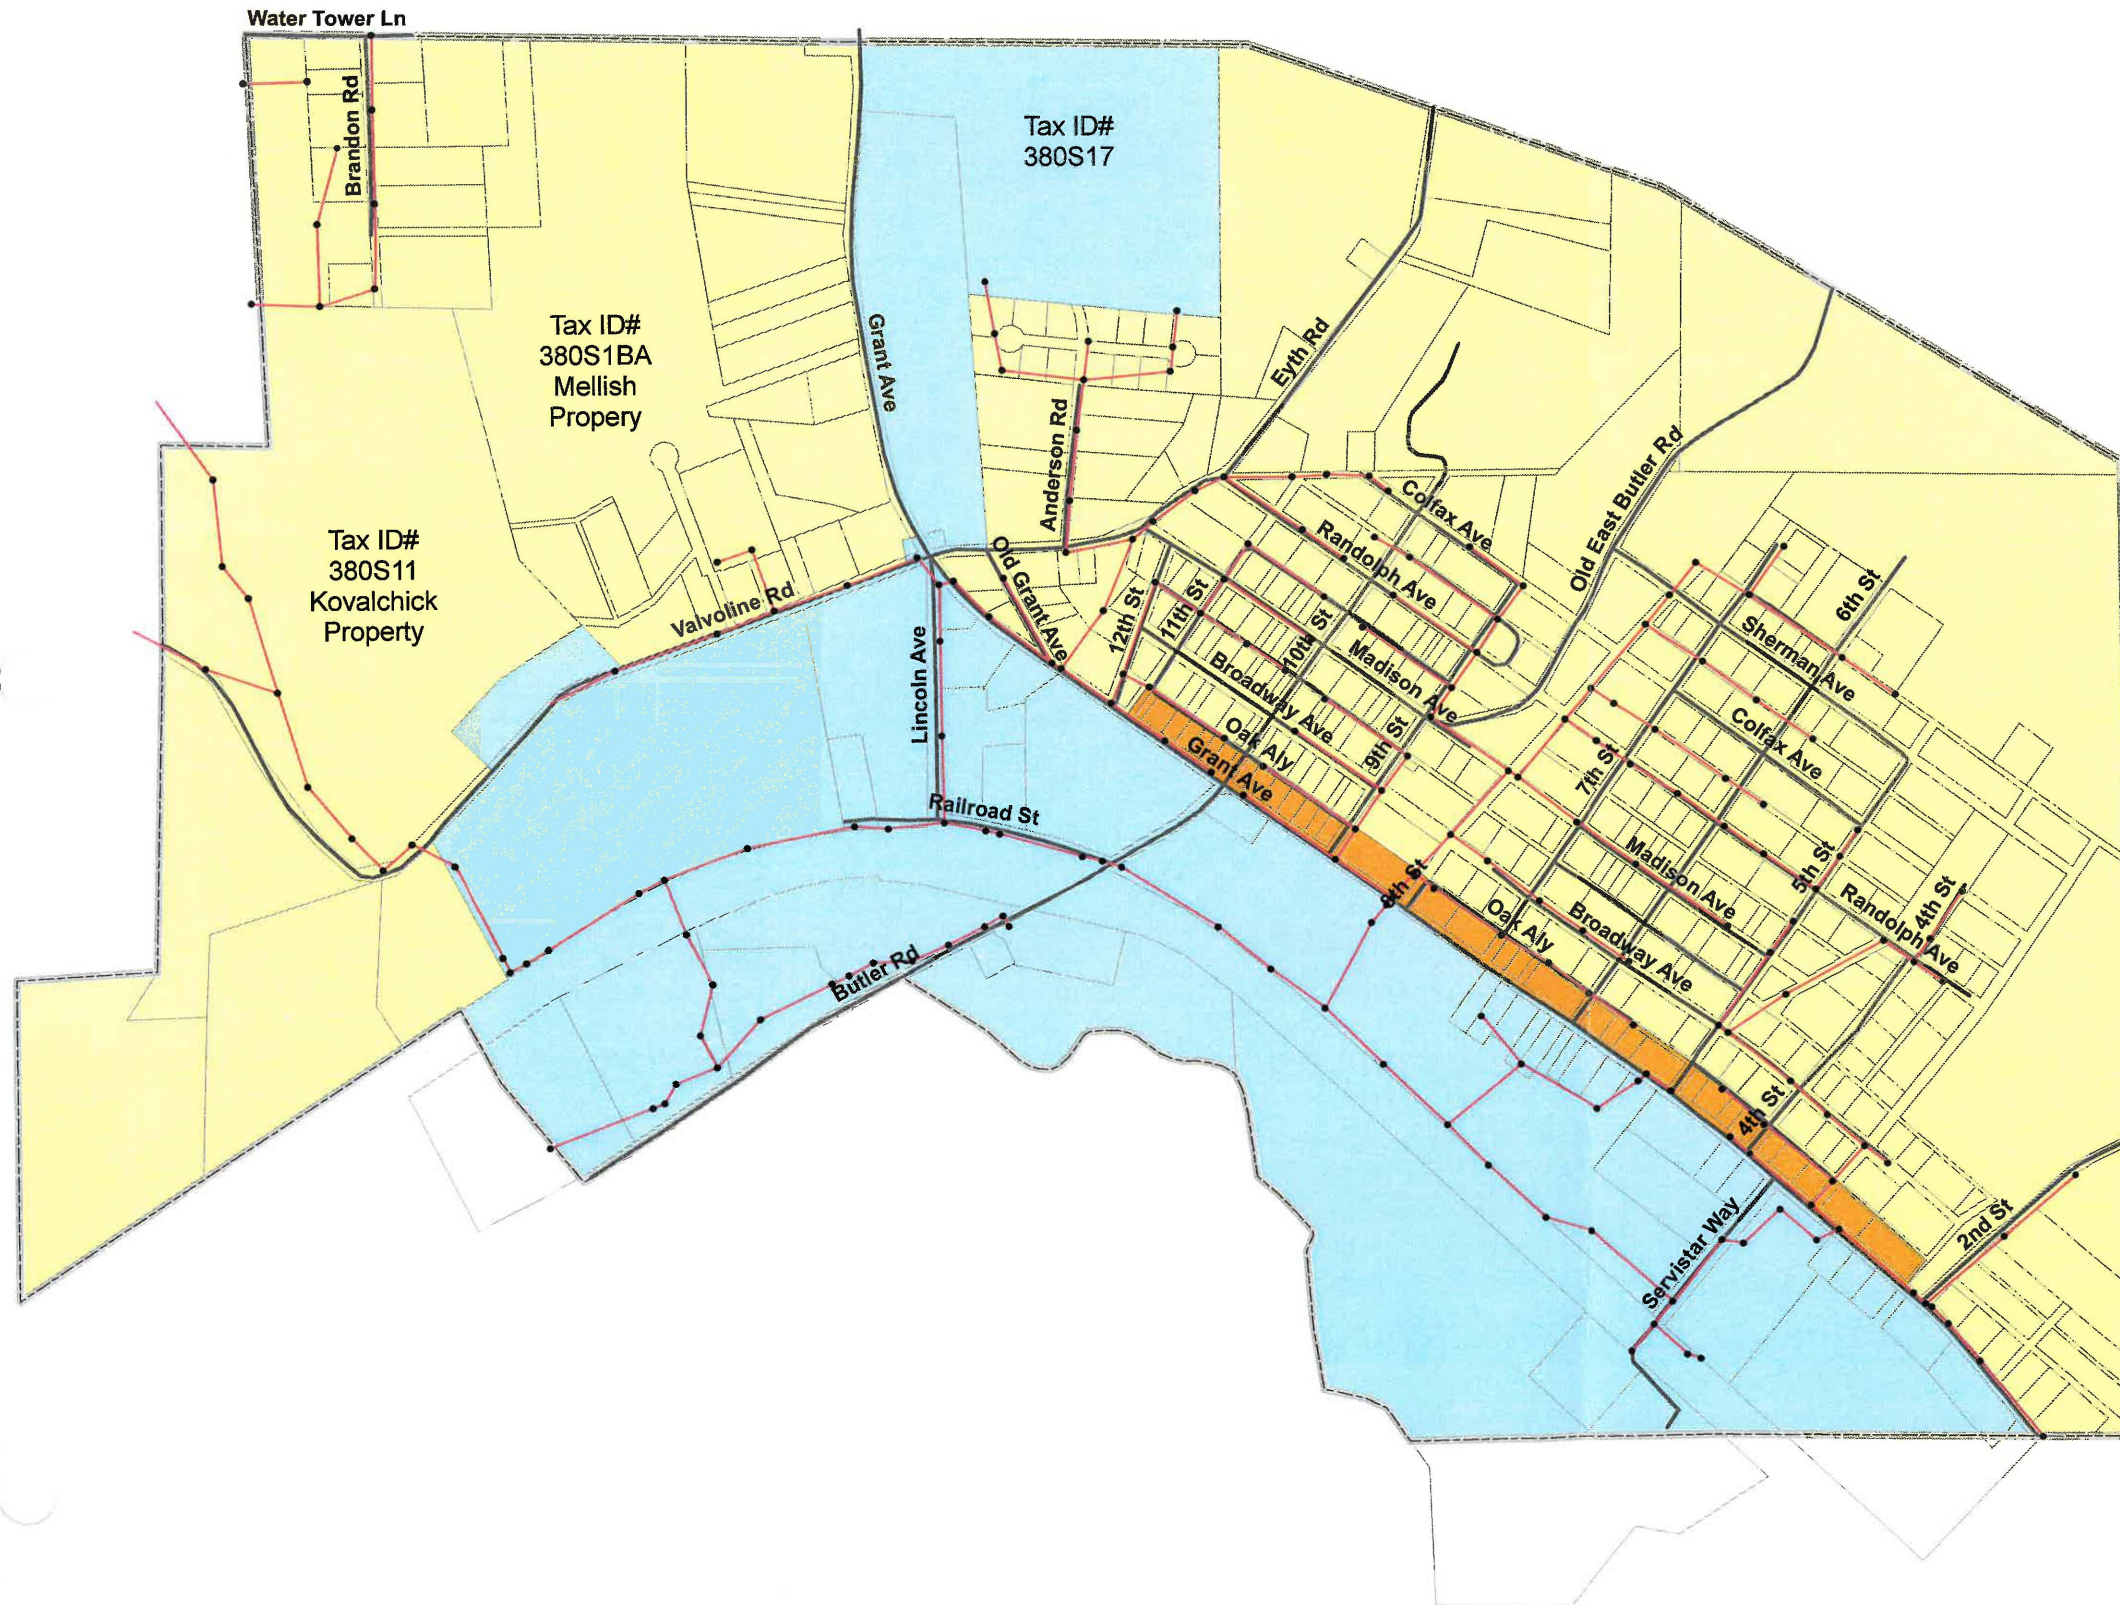 Water Tower Ln
Brandon Rd
Tax ID#
380S17
Tax ID#
380S1BA
Mellish
Propery
Grant Ave
Eyth Rd
Anderson Rd
Tax ID#
380S11
Kovalchick
Property
Valvoline Rd
Old Grant Ave
Colfax Ave
Randolph Ave
Old East Butler Rd
12th St
11th St
10th St
Madison Ave
Broadway Ave
9th St
Oak Aly
Grant Ave
Lincoln Ave
Railroad St
Butler Rd
6th St
Sherman Ave
Colfax Ave
7th St
Madison Ave
5th St
Randolph Ave
4th St
8th St
Oak Aly
Broadway Ave
4th St
Servistar Way
2nd St